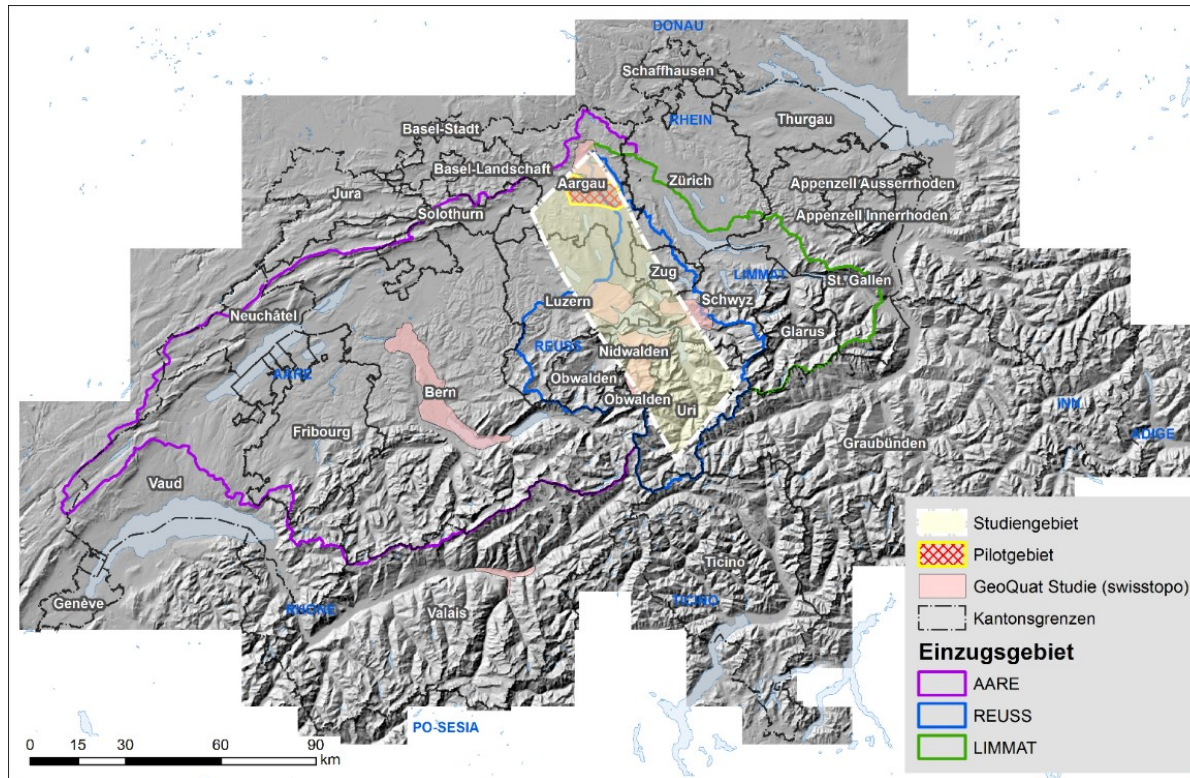 DONAU
Schaffhausen
RHEIN
Thurgau
Basel-Stadt
Basel-Landschaft
Aargau
Zürich
Appenzell Ausserrhoden
Jura
Solothurn
Appenzell Innerrhoden
Zug
LIMMAT
St. Gallen
Neuchâtel
Luzern
Schwyz
Glarus
AARE
REUSS
Nidwalden
Bern
Obwalden
Obwalden
Uri
INN
Fribourg
Graubünden
ADIGE
Vaud
Ticino
Genève
RHONE
Valais
TICINO
PO-SESIA
Studiengebiet
Pilotgebiet
GeoQuat Studie (swisstopo)
Kantonsgrenzen
Einzugsgebiet
AARE
REUSS
LIMMAT
0 15 30 60 90
km